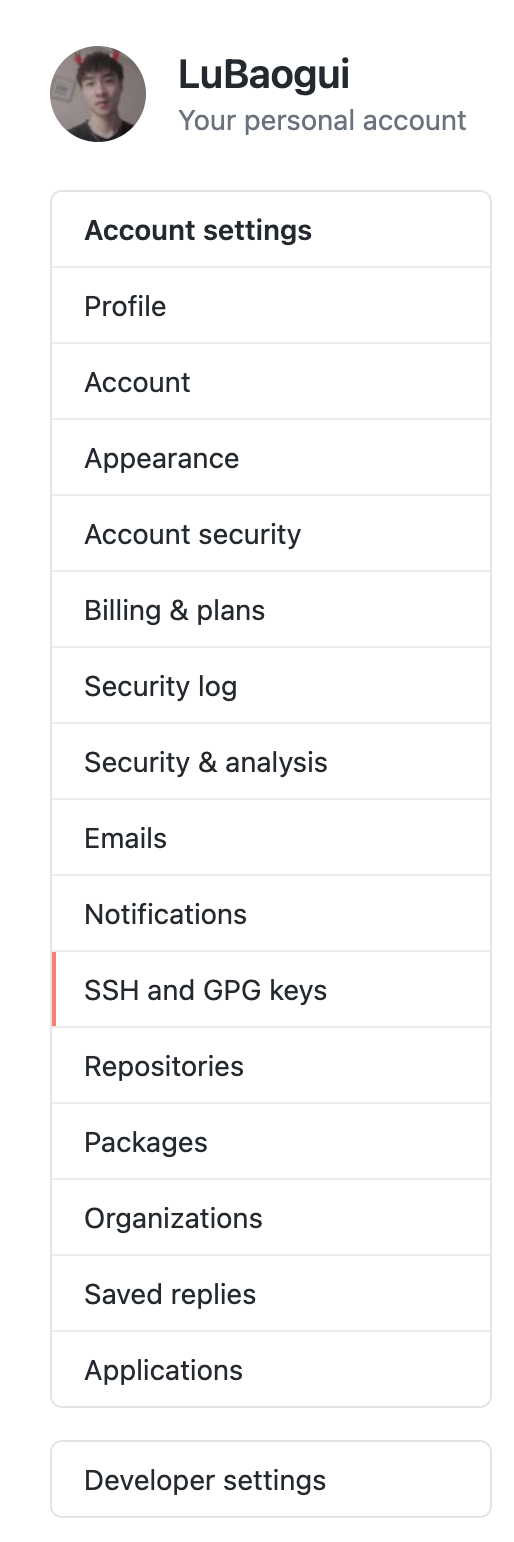 LuBaogui
Your personal account
Account settings
Profile
Account
Appearance
Account security
Billing & plans
Security log
Security & analysis
Emails
Notifications
SSH and GPG keys
Repositories
Packages
Organizations
Saved replies
Applications
Developer settings